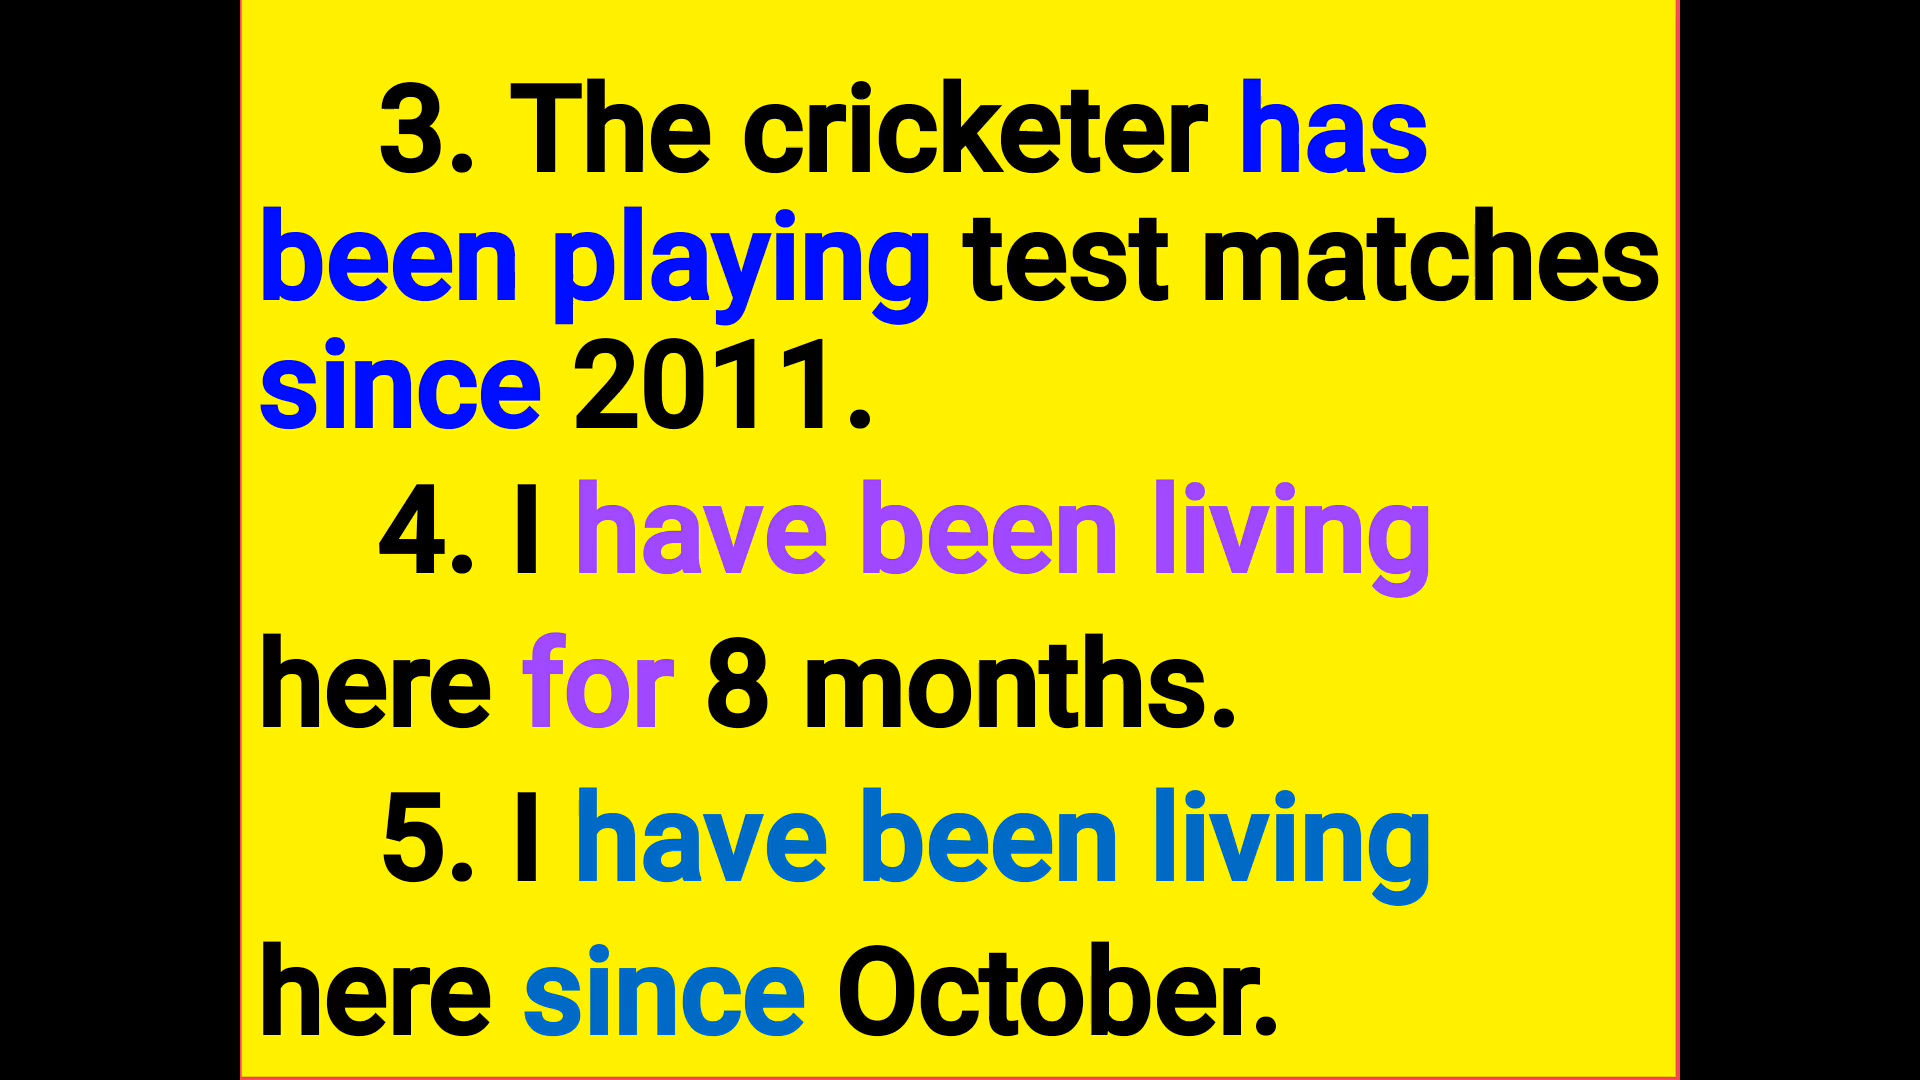 3. The cricketer has
been playing test matches
since 2011.
4. I have been living
here for 8 months.
5. I have been living
here since October.